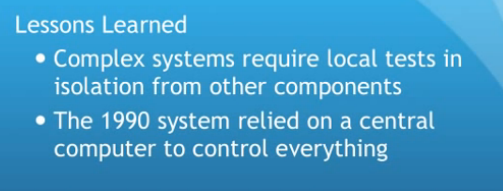 Lessons Learned
• Complex systems require local tests in
isolation from other components
• The 1990 system relied on a central
computer to control everything